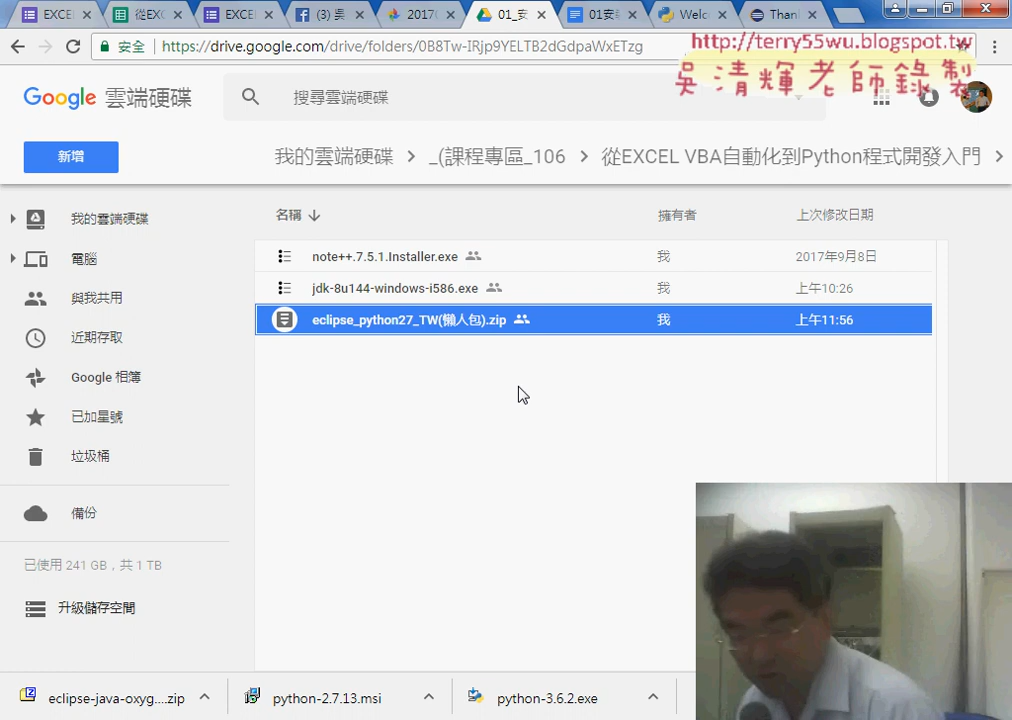 EXCEL
從EXC
EXCEL
(3) 吳
2017
01_安
01安裝
Welc
Than
安全
https://drive.google.com/drive/folders/0B8Tw-IRjp9YELTB2dGdpaWxETzg
http://terry55wu.blogspot.tw
吳清輝老師錄製
Google 雲端硬碟
搜尋雲端硬碟
新增
我的雲端硬碟 > _(課程專區_106 > 從EXCEL VBA自動化到Python程式開發入門 >
我的雲端硬碟
電腦
與我共用
近期存取
Google 相簿
已加星號
垃圾桶
備份
已使用 241 GB，共 1 TB
升級儲存空間
名稱 擁有者 上次修改日期
note++.7.5.1.Installer.exe 我 2017年9月8日
jdk-8u144-windows-i586.exe 我 上午10:26
eclipse_python27_TW(懶人包).zip 我 上午11:56
eclipse-java-oxyg....zip
python-2.7.13.msi
python-3.6.2.exe